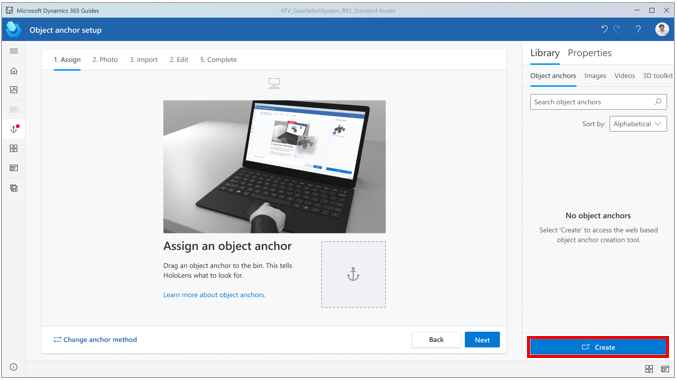 Microsoft Dynamics 365 Guides
ATV_GearSelectSystem_B92_Standard Assets
Object anchor setup
1. Assign 2. Photo 3. Import 2. Edit 5. Complete
Assign an object anchor
Drag an object anchor to the bin. This tells
HoloLens what to look for.
Learn more about object anchors.
Change anchor method
Back
Next
Library Properties
Object anchors Images Videos 3D toolkit
Search object anchors
Sort by: Alphabetical
No object anchors
Select 'Create' to access the web based
object anchor creation tool.
Create